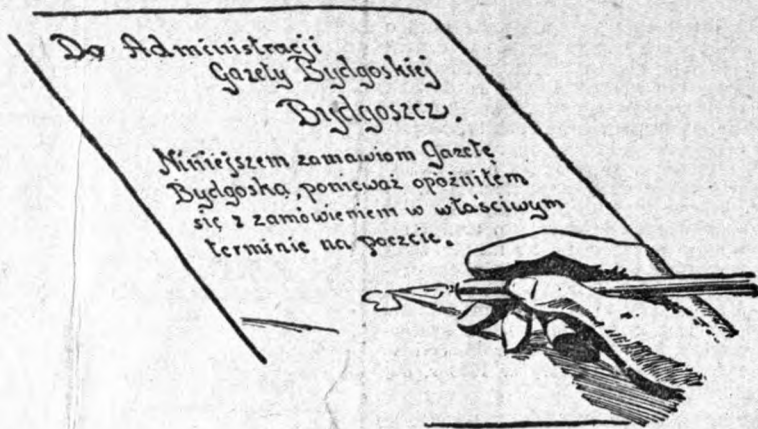 Do Administracji
Gazety Bydgoskiej
Bydgoszcz.
Niniejszem zamawiam Gazetę
Bydgoską, ponieważ opóźniłem
się z zamówieniem w właściwym
terminie na poczcie.